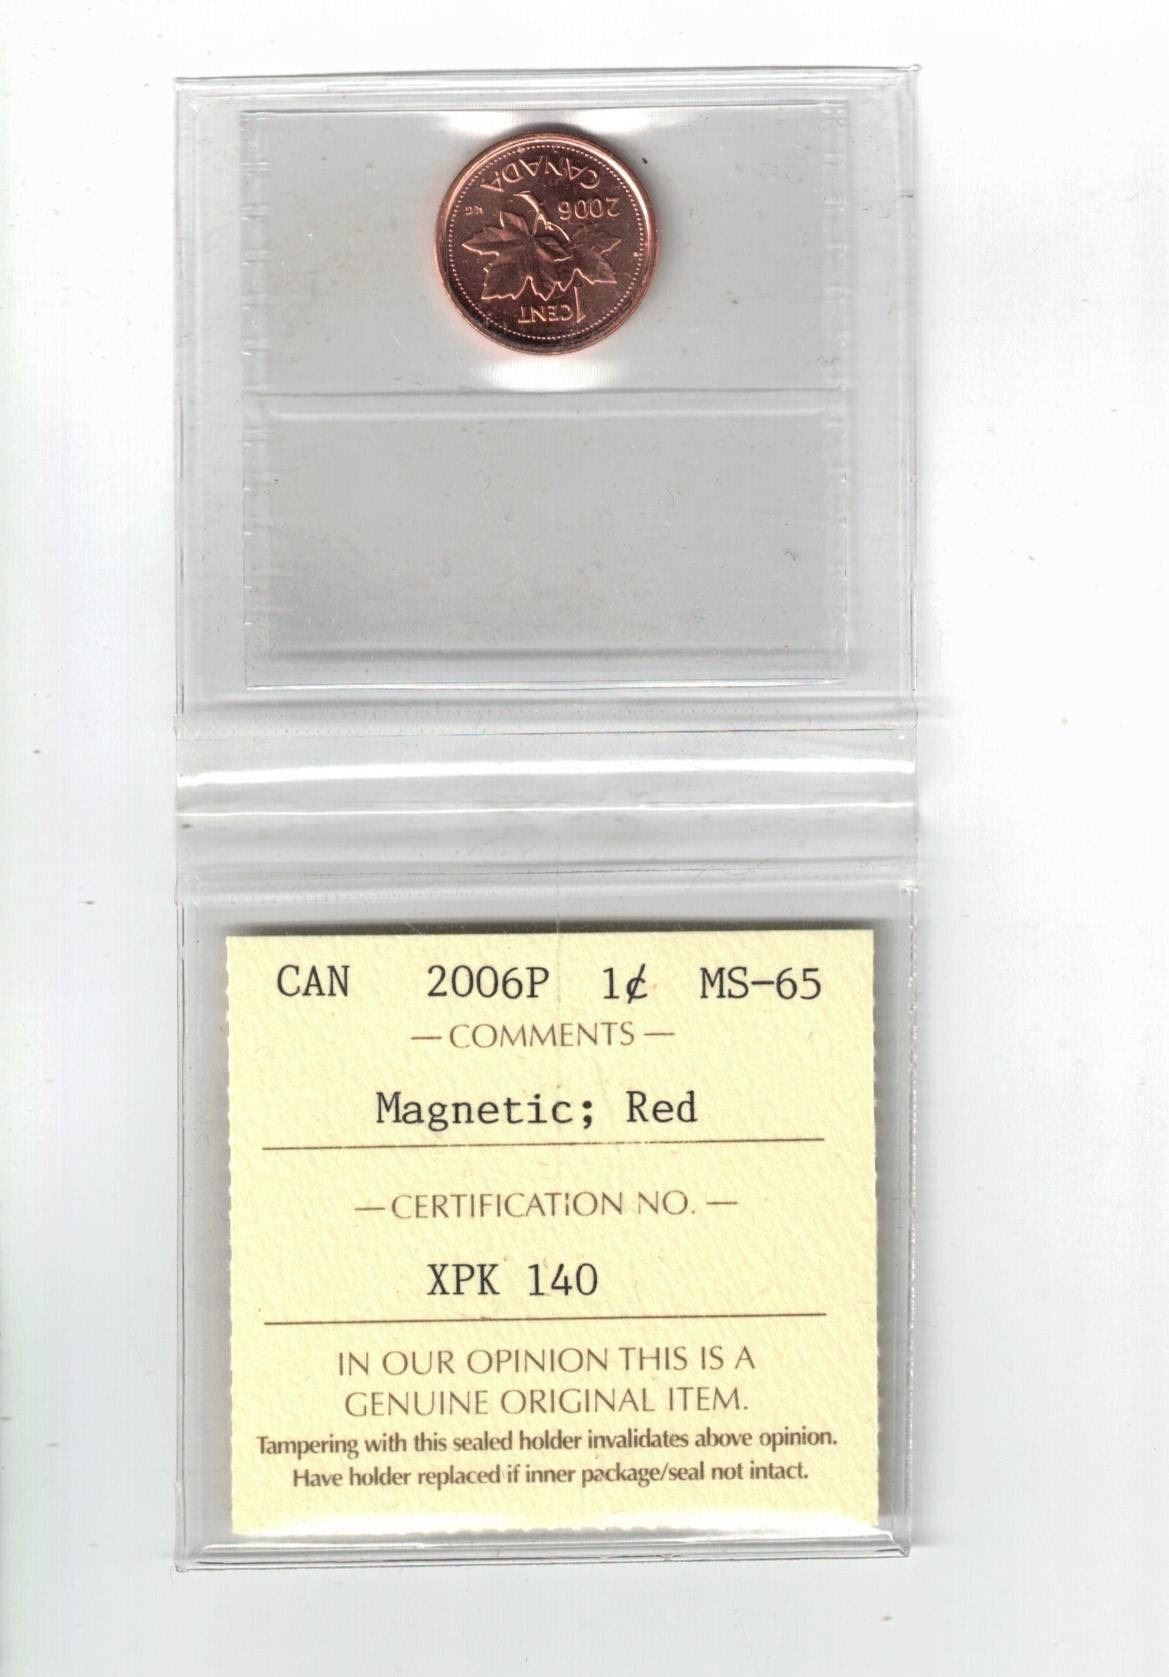 CANADA
2006 KG
1 CENT
CAN 2006P 1¢ MS-65
— COMMENTS —
Magnetic; Red
— CERTIFICATION NO. —
XPK 140
IN OUR OPINION THIS IS A
GENUINE ORIGINAL ITEM.
Tampering with this sealed holder invalidates above opinion.
Have holder replaced if inner package/seal not intact.